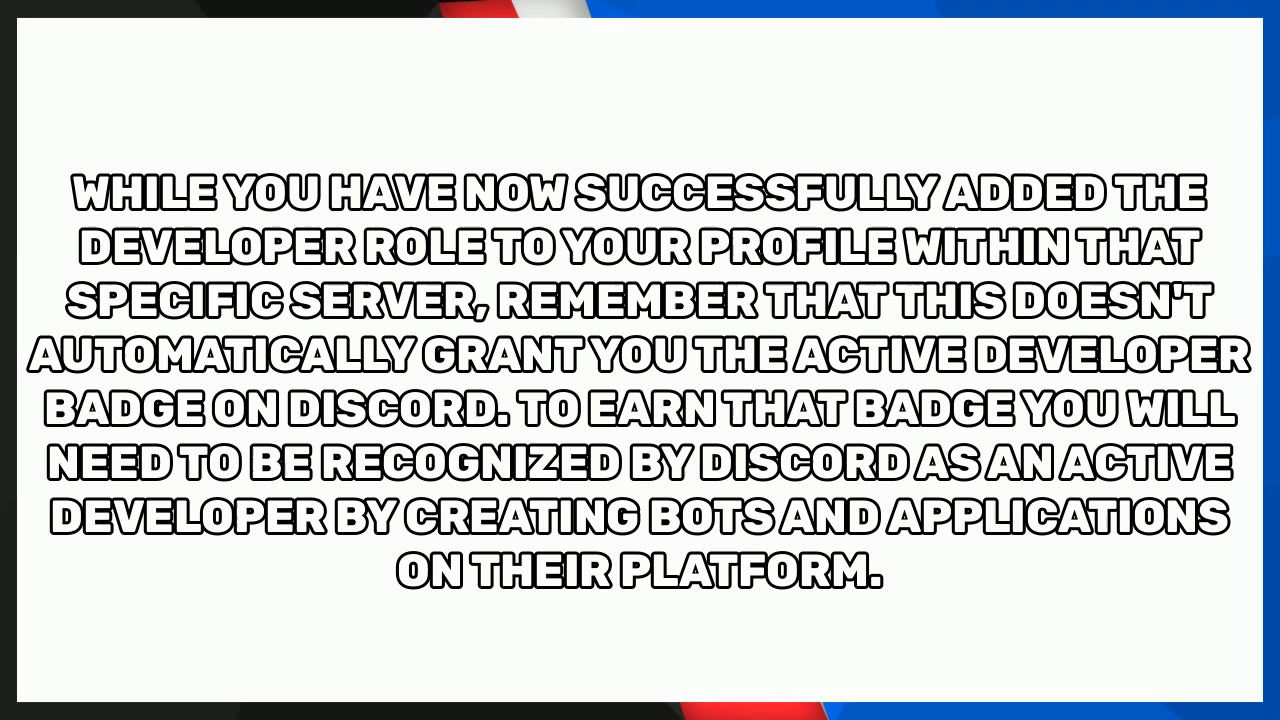 WHILE YOU HAVE NOW SUCCESSFULLY ADDED THE
DEVELOPER ROLE TO YOUR PROFILE WITHIN THAT
SPECIFIC SERVER, REMEMBER THAT THIS DOESN'T
AUTOMATICALLY GRANT YOU THE ACTIVE DEVELOPER
BADGE ON DISCORD. TO EARN THAT BADGE YOU WILL
NEED TO BE RECOGNIZED BY DISCORD AS AN ACTIVE
DEVELOPER BY CREATING BOTS AND APPLICATIONS
ON THEIR PLATFORM.